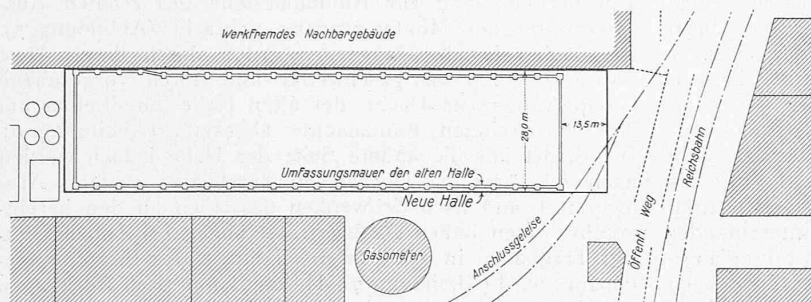 Werkfremdes Nachbargebäude
28,0 m
13,5 m
Umfassungsmauer der alten Halle
Neue Halle
Gasometer
Anschlussgeleise
Öffentl. Weg
Reichsbahn